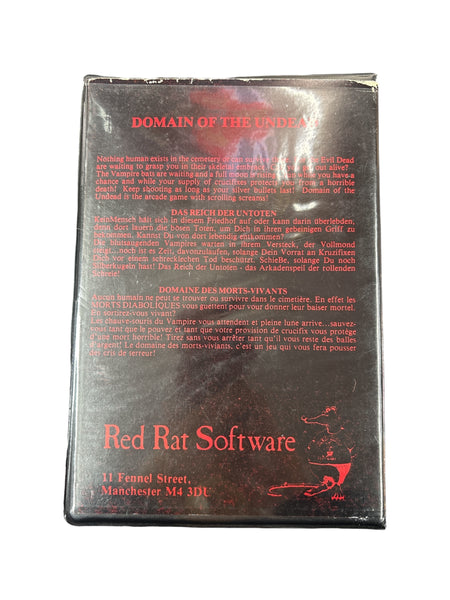 DOMAIN OF THE UNDEAD
Nothing human exists in the cemetery or can survive the Evil Dead
are waiting to grasp you in their skeletal embrace. Can you get out alive?
The Vampire bats are waiting and a full moon is rising run while you have a
chance and while your supply of crucifixes protects you from a horrible
death! Keep shooting as long as your silver bullets last! Domain of the
Undead is the arcade game with scrolling screams!
DAS REICH DER UNTOTEN
Kein Mensch hält sich in diesem Friedhof auf oder kann darin überlebden,
denn dort lauern die bösen Toten, um Dich in ihren gebeinigen Griff zu
bekommen. Kannst Du von dort lebendig entkommen?
Die blutsaugenden Vampires warten in ihrem Versteck, der Vollmond
steigt...noch ist es Zeit, davonzulaufen, solange Dein Vorrat an Kruzifixen
Dich vor einem schrecklechen Tod beschützt. Schieße, solange Du noch
Silberkugeln hast! Das Reich der Untoten - das Arkadenspeil der rollenden
Schreie!
DOMAINE DES MORTS-VIVANTS
Aucun humain ne peut se trouver ou survivre dans le cimetière. En effet les
MORTS DIABOLIQUES vous guettent pour vous donner leur baiser mortel.
En sortirez-vous vivant?
Les chauve-souris du Vampire vous attendent et pleine lune arrive...sauvez-
vous tant que le pourez et tant que votre provision de crucifix vous protège
d'une mort horrible! Tirez sans vous arrêter tant qu'il vous reste des balles
d'argent! Le domaine des morts-vivants, c'est un jeu qui vous fera pousser
des cris de terreur!
Red Rat Software
11 Fennel Street,
Manchester M4 3DU